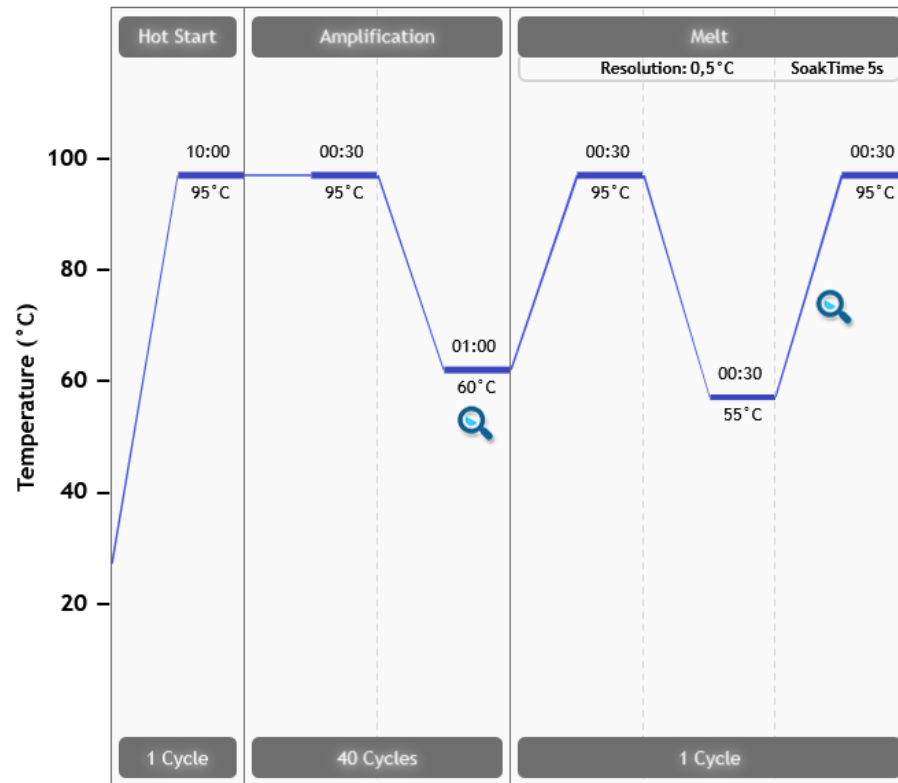 Hot Start
Amplification
Melt
Resolution: 0,5˚C
SoakTime 5s
100
80
60
40
20
Temperature (˚C)
10:00
95˚C
00:30
95˚C
01:00
60˚C
00:30
95˚C
00:30
55˚C
00:30
95˚C
1 Cycle
40 Cycles
1 Cycle